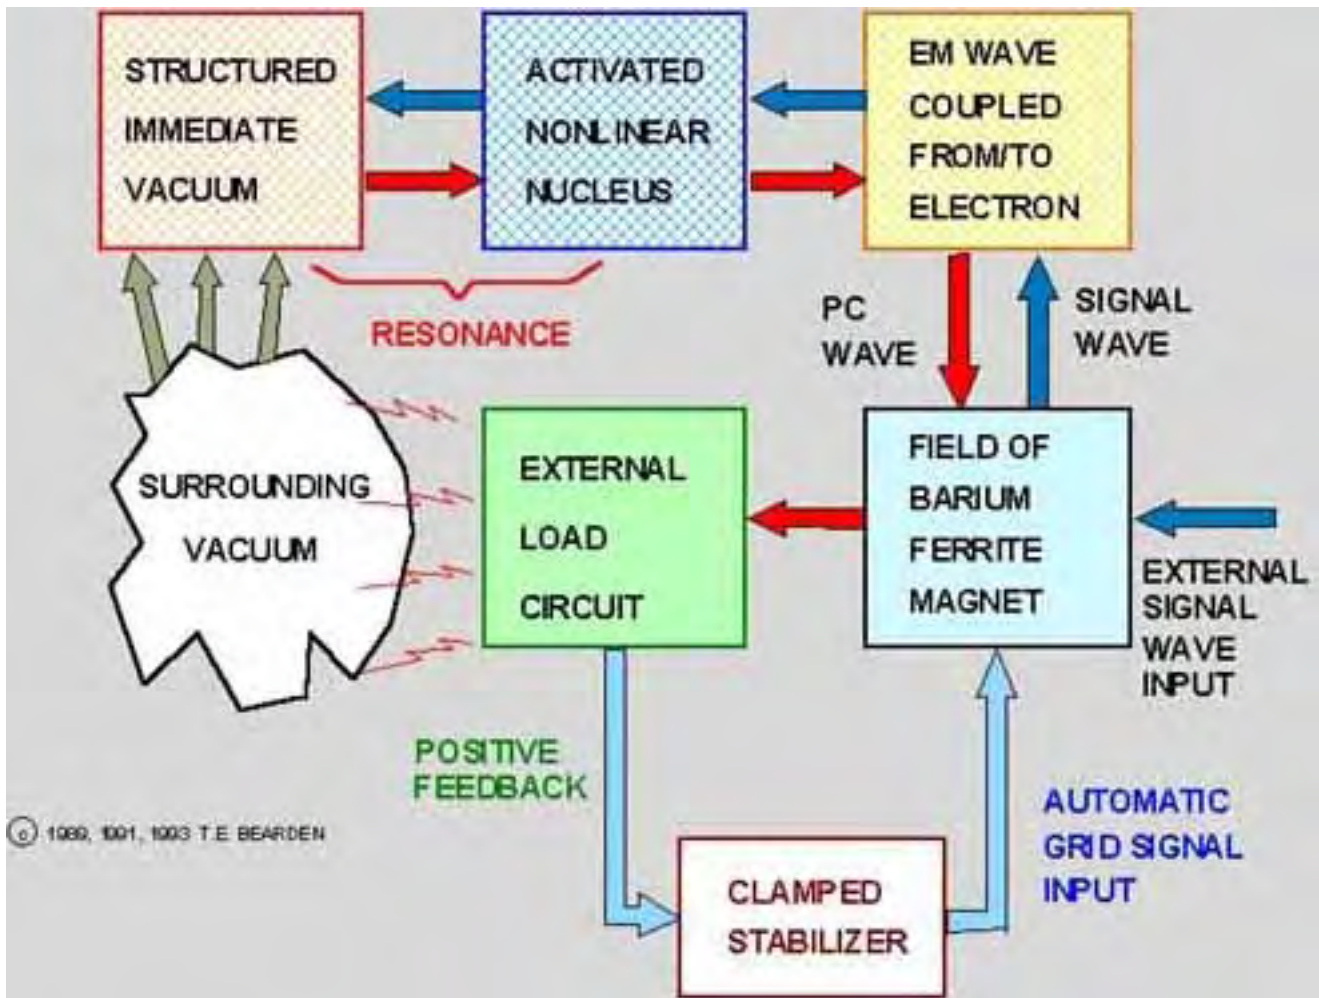 STRUCTURED
IMMEDIATE
VACUUM
ACTIVATED
NONLINEAR
NUCLEUS
EM WAVE
COUPLED
FROM/TO
ELECTRON
RESONANCE
PC
WAVE
SIGNAL
WAVE
SURROUNDING
VACUUM
EXTERNAL
LOAD
CIRCUIT
FIELD OF
BARIUM
FERRITE
MAGNET
EXTERNAL
SIGNAL
WAVE
INPUT
POSITIVE
FEEDBACK
AUTOMATIC
GRID SIGNAL
INPUT
© 1989, 1991, 1993 T.E. BEARDEN
CLAMPED
STABILIZER